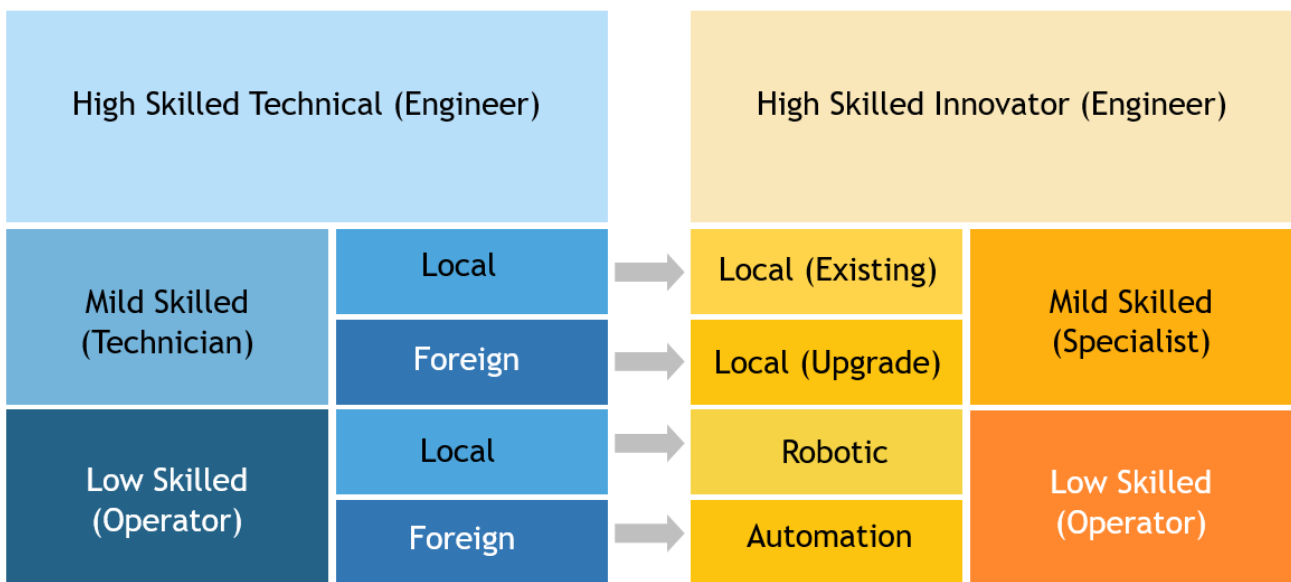 High Skilled Technical (Engineer)
High Skilled Innovator (Engineer)
Mild Skilled
(Technician)
Local
Foreign
Local (Existing)
Local (Upgrade)
Mild Skilled
(Specialist)
Low Skilled
(Operator)
Local
Foreign
Robotic
Automation
Low Skilled
(Operator)